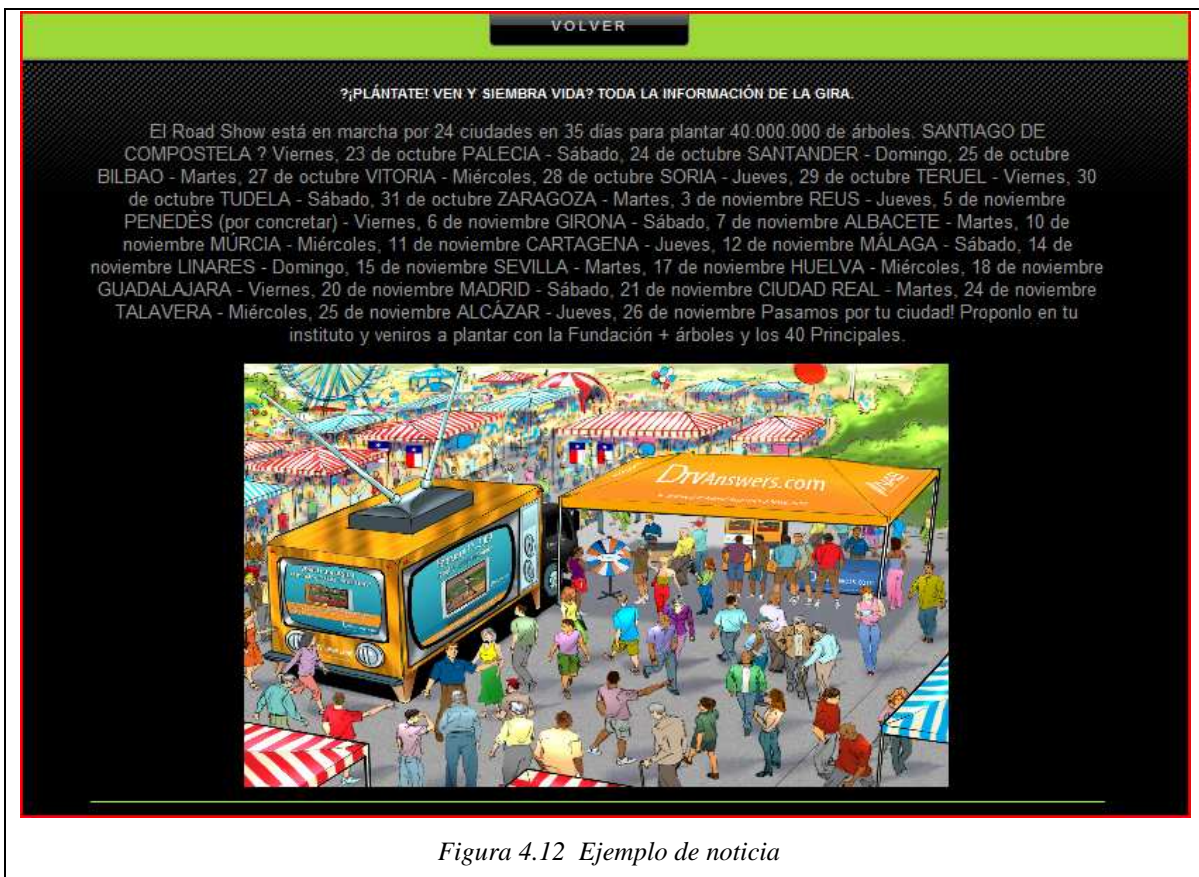 VOLVER
?¡PLÁNTATE! VEN Y SIEMBRA VIDA? TODA LA INFORMACIÓN DE LA GIRA.
El Road Show está en marcha por 24 ciudades en 35 días para plantar 40.000.000 de árboles. SANTIAGO DE
COMPOSTELA ? Viernes, 23 de octubre PALECIA - Sábado, 24 de octubre SANTANDER - Domingo, 25 de octubre
BILBAO - Martes, 27 de octubre VITORIA - Miércoles, 28 de octubre SORIA - Jueves, 29 de octubre TERUEL - Viernes, 30
de octubre TUDELA - Sábado, 31 de octubre ZARAGOZA - Martes, 3 de noviembre REUS - Jueves, 5 de noviembre
PENEDÈS (por concretar) - Viernes, 6 de noviembre GIRONA - Sábado, 7 de noviembre ALBACETE - Martes, 10 de
noviembre MÚRCIA - Miércoles, 11 de noviembre CARTAGENA - Jueves, 12 de noviembre MÁLAGA - Sábado, 14 de
noviembre LINARES - Domingo, 15 de noviembre SEVILLA - Martes, 17 de noviembre HUELVA - Miércoles, 18 de noviembre
GUADALAJARA - Viernes, 20 de noviembre MADRID - Sábado, 21 de noviembre CIUDAD REAL - Martes, 24 de noviembre
TALAVERA - Miércoles, 25 de noviembre ALCÁZAR - Jueves, 26 de noviembre Pasamos por tu ciudad! Proponlo en tu
instituto y veniros a plantar con la Fundación + árboles y los 40 Principales.
DTVAnswers.com
Figura 4.12 Ejemplo de noticia